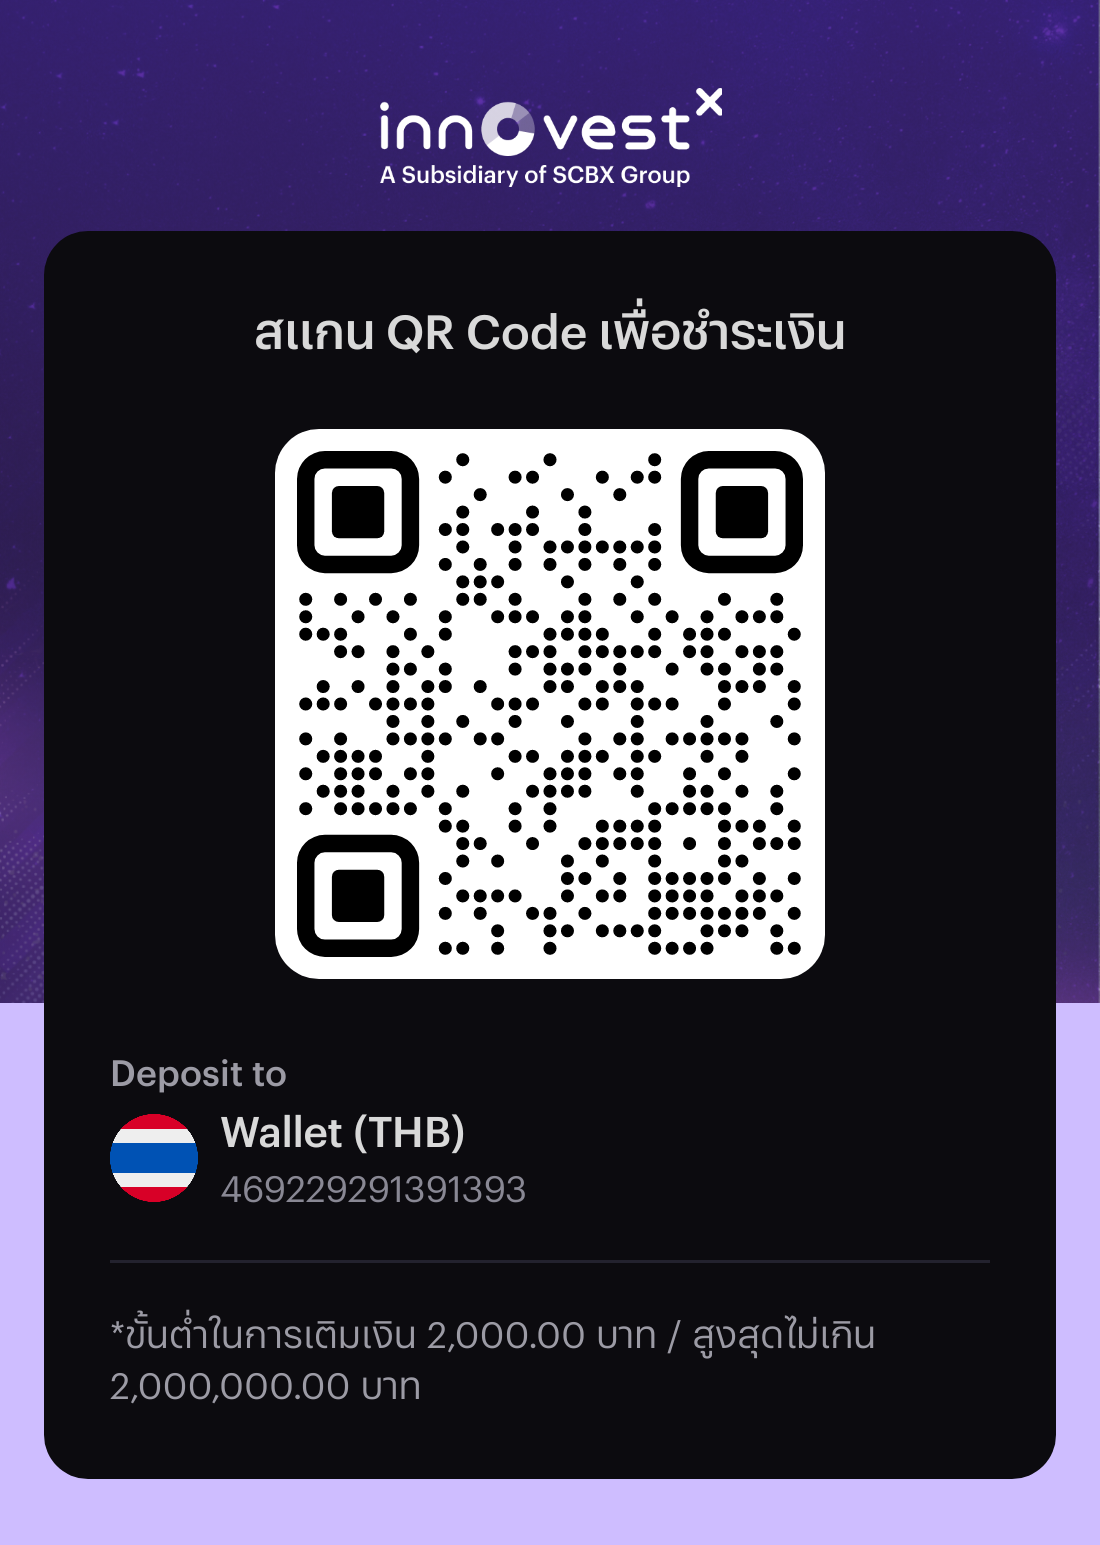 innovestx
A Subsidiary of SCBX Group
สแกน QR Code เพื่อชำระเงิน
Deposit to
Wallet (THB)
469229291391393
*ขั้นต่ำในการเติมเงิน 2,000.00 บาท / สูงสุดไม่เกิน
2,000,000.00 บาท